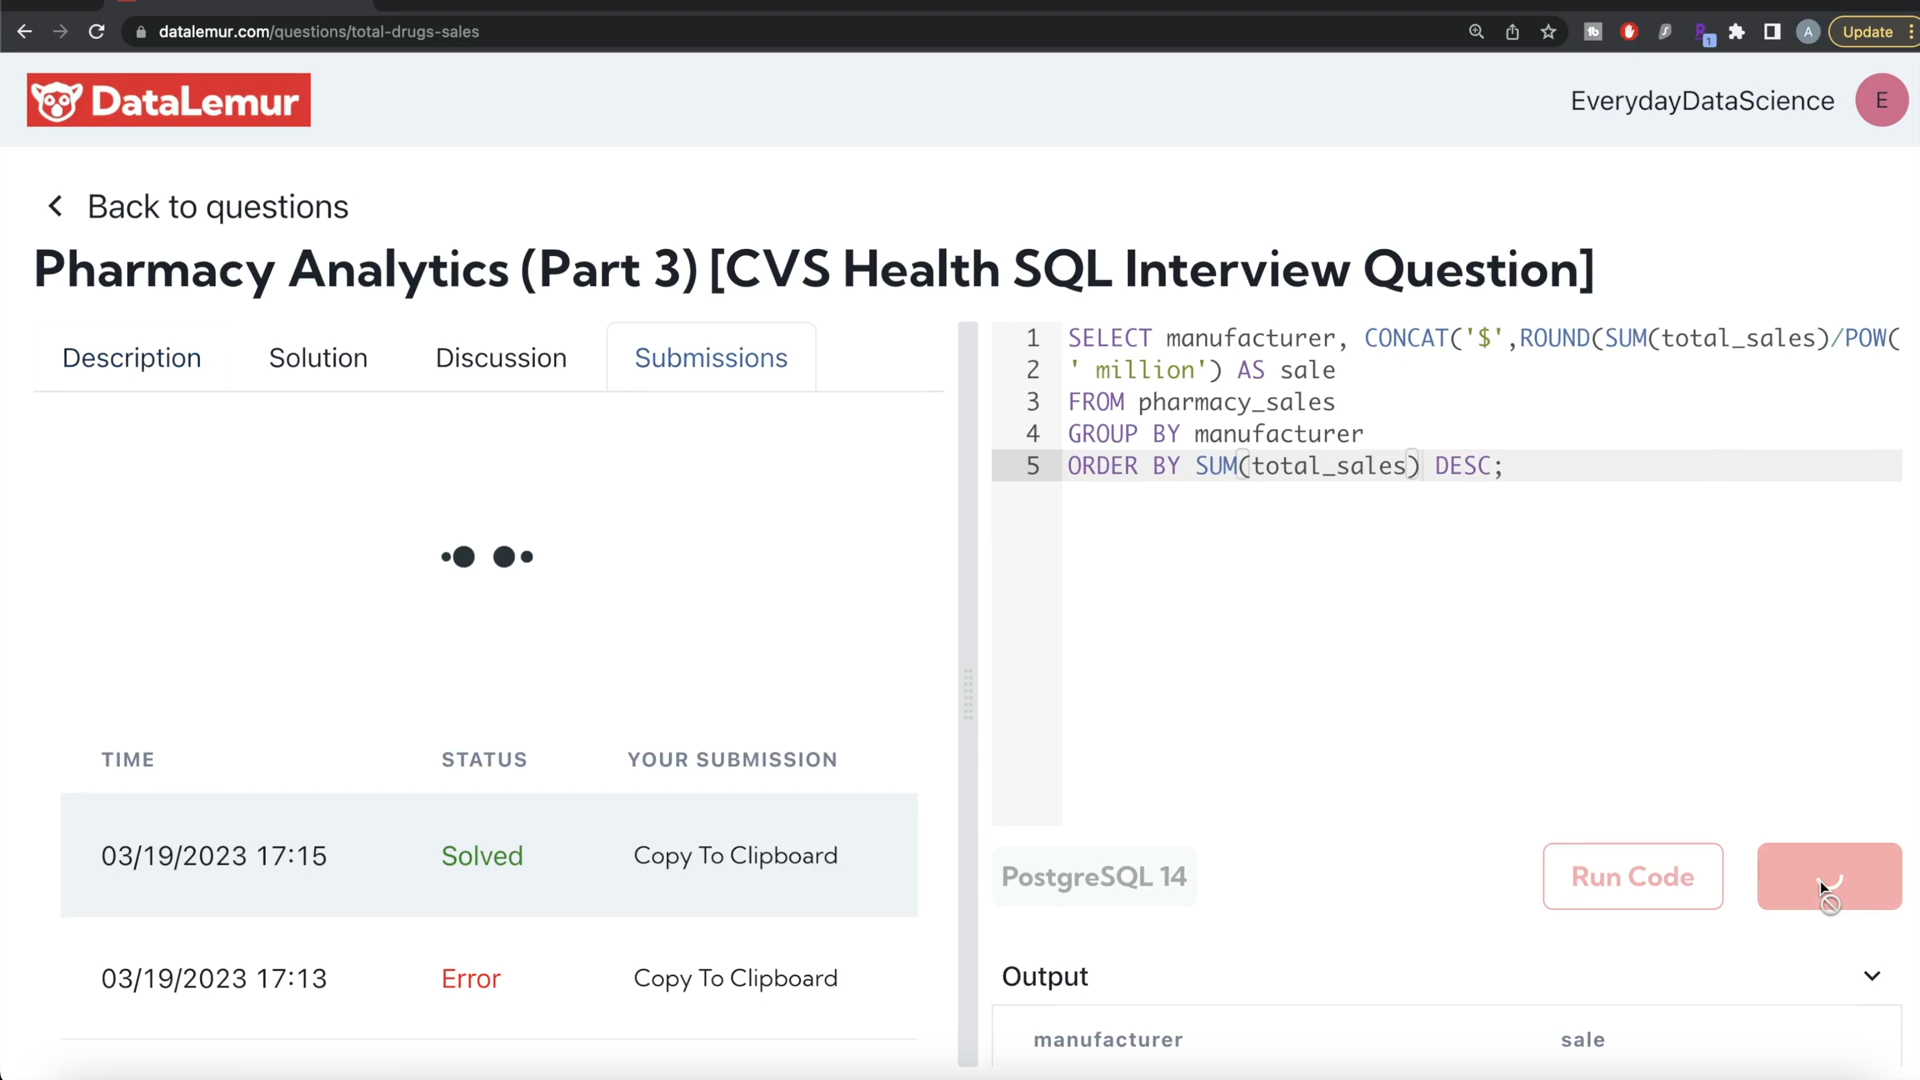 datalemur.com/questions/total-drugs-sales
1
A
Update
DataLemur
EverydayDataScience
E
Back to questions
Pharmacy Analytics (Part 3) [CVS Health SQL Interview Question]
Description
Solution
Discussion
Submissions
1 SELECT manufacturer, CONCAT('$',ROUND(SUM(total_sales)/POW(
2 ' million') AS sale
3 FROM pharmacy_sales
4 GROUP BY manufacturer
5 ORDER BY SUM(total_sales) DESC;
TIME STATUS YOUR SUBMISSION
03/19/2023 17:15 Solved Copy To Clipboard
03/19/2023 17:13 Error Copy To Clipboard
PostgreSQL 14
Run Code
Output
manufacturer sale